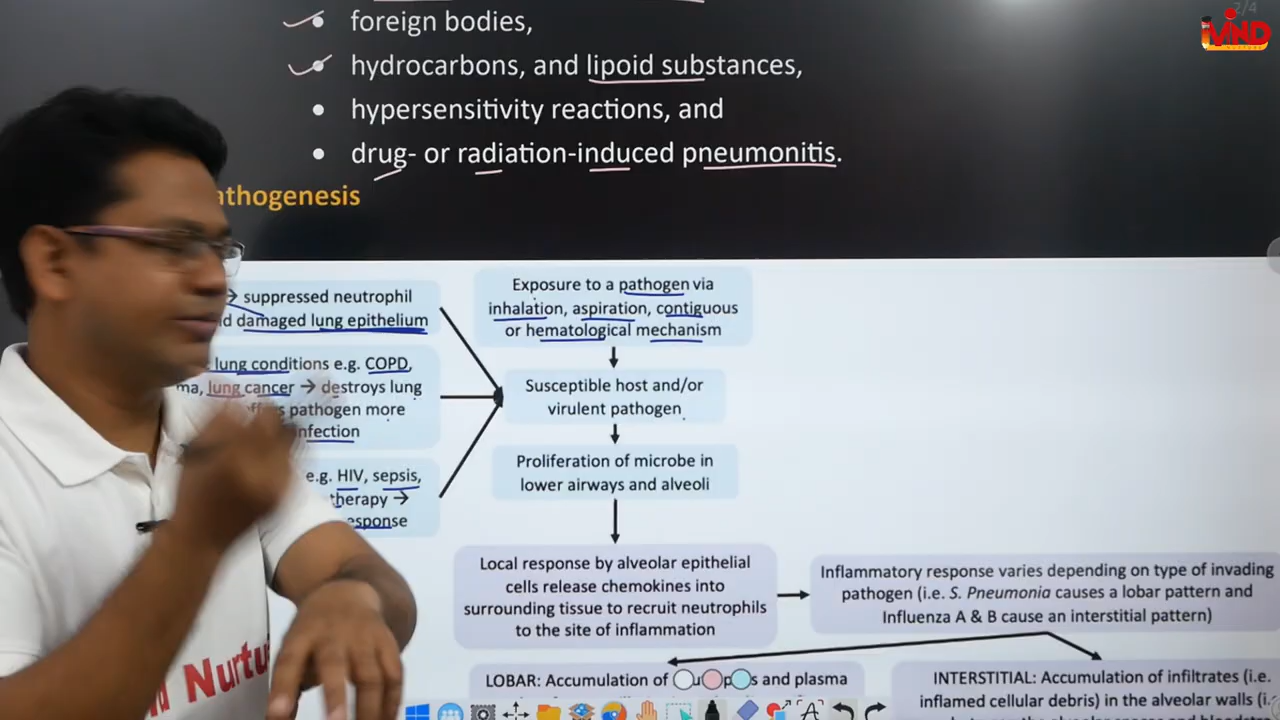 2/4
iVIND
foreign bodies,
hydrocarbons, and lipoid substances,
hypersensitivity reactions, and
drug- or radiation-induced pneumonitis.
athogenesis
→ suppressed neutrophil
d damaged lung epithelium
lung conditions e.g. COPD,
ma, lung cancer → destroys lung
pathogen more
infection
e.g. HIV, sepsis,
therapy →
esponse
Exposure to a pathogen via
inhalation, aspiration, contiguous
or hematological mechanism
Susceptible host and/or
virulent pathogen
Proliferation of microbe in
lower airways and alveoli
Local response by alveolar epithelial
cells release chemokines into
surrounding tissue to recruit neutrophils
to the site of inflammation
Inflammatory response varies depending on type of invading
pathogen (i.e. S. Pneumonia causes a lobar pattern and
Influenza A & B cause an interstitial pattern)
LOBAR: Accumulation of and plasma
INTERSTITIAL: Accumulation of infiltrates (i.e.
inflamed cellular debris) in the alveolar walls (i.
Nurtu